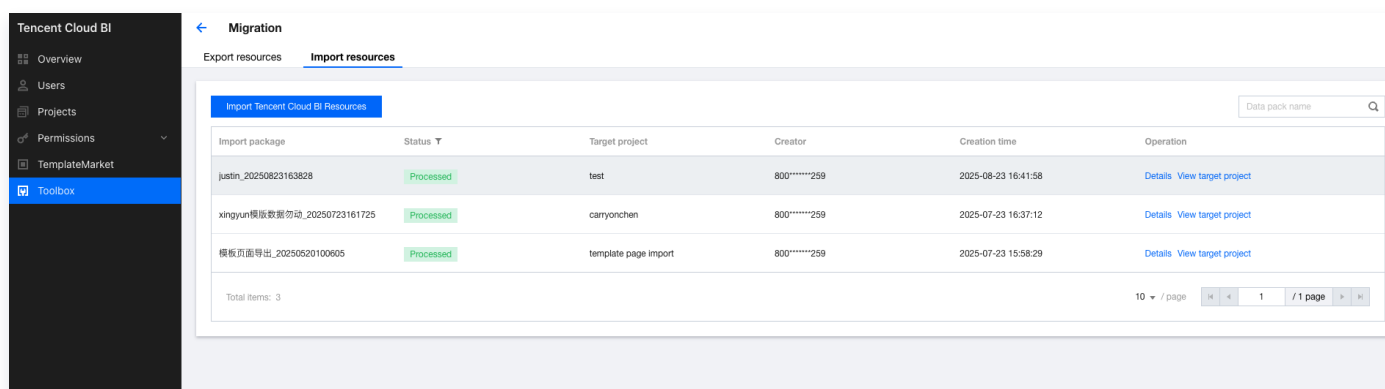 Tencent Cloud BI
Overview
Users
Projects
Permissions
TemplateMarket
Toolbox
Migration
Export resources Import resources
Import Tencent Cloud BI Resources Data pack name
Import package Status Target project Creator Creation time Operation
justin_20250823163828 Processed test 800*******259 2025-08-23 16:41:58 Details View target project
xingyun模版数据勿动_20250723161725 Processed carryonchen 800*******259 2025-07-23 16:37:12 Details View target project
模板页面导出_20250520100605 Processed template page import 800*******259 2025-07-23 15:58:29 Details View target project
Total items: 3 10 / page 1 / 1 page